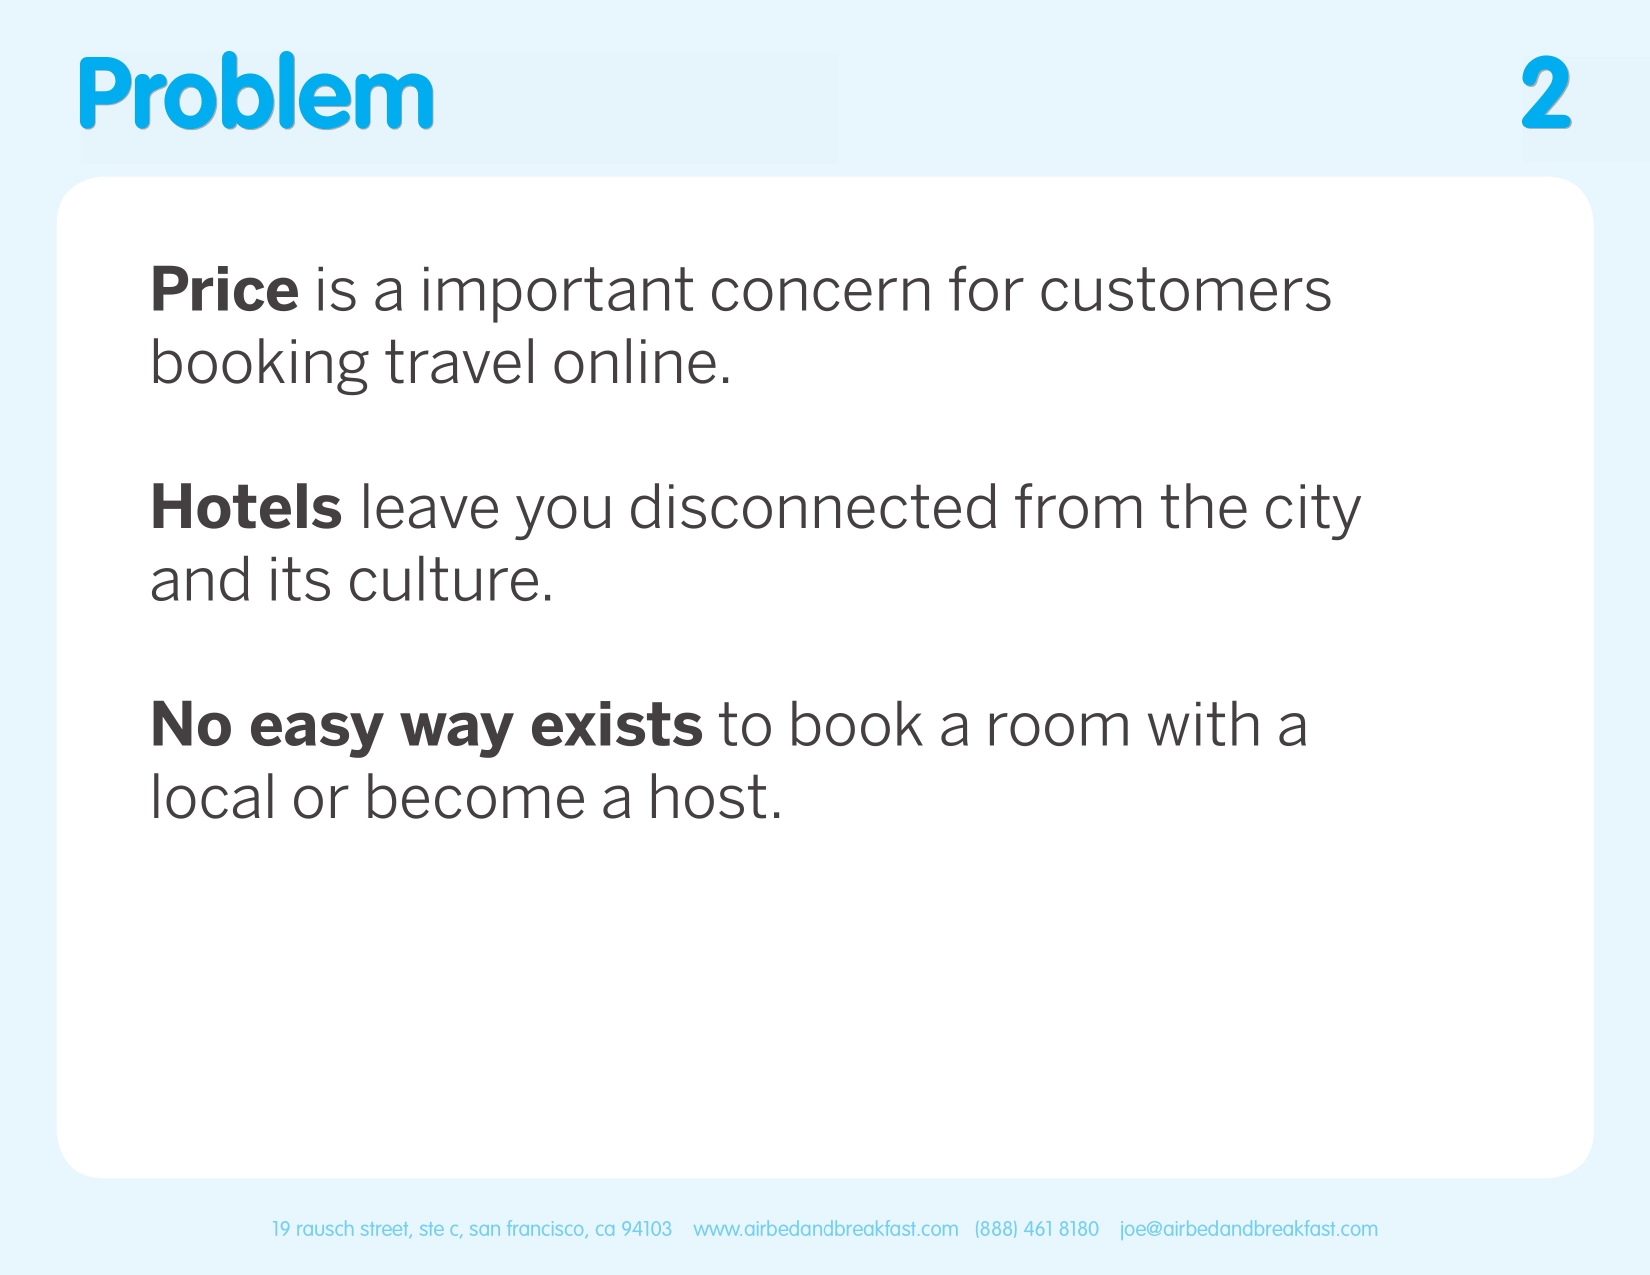 Problem
2
Price is a important concern for customers
booking travel online.
Hotels leave you disconnected from the city
and its culture.
No easy way exists to book a room with a
local or become a host.
19 rausch street, ste c, san francisco, ca 94103 www.airbedandbreakfast.com (888) 461 8180 joe@airbedandbreakfast.com